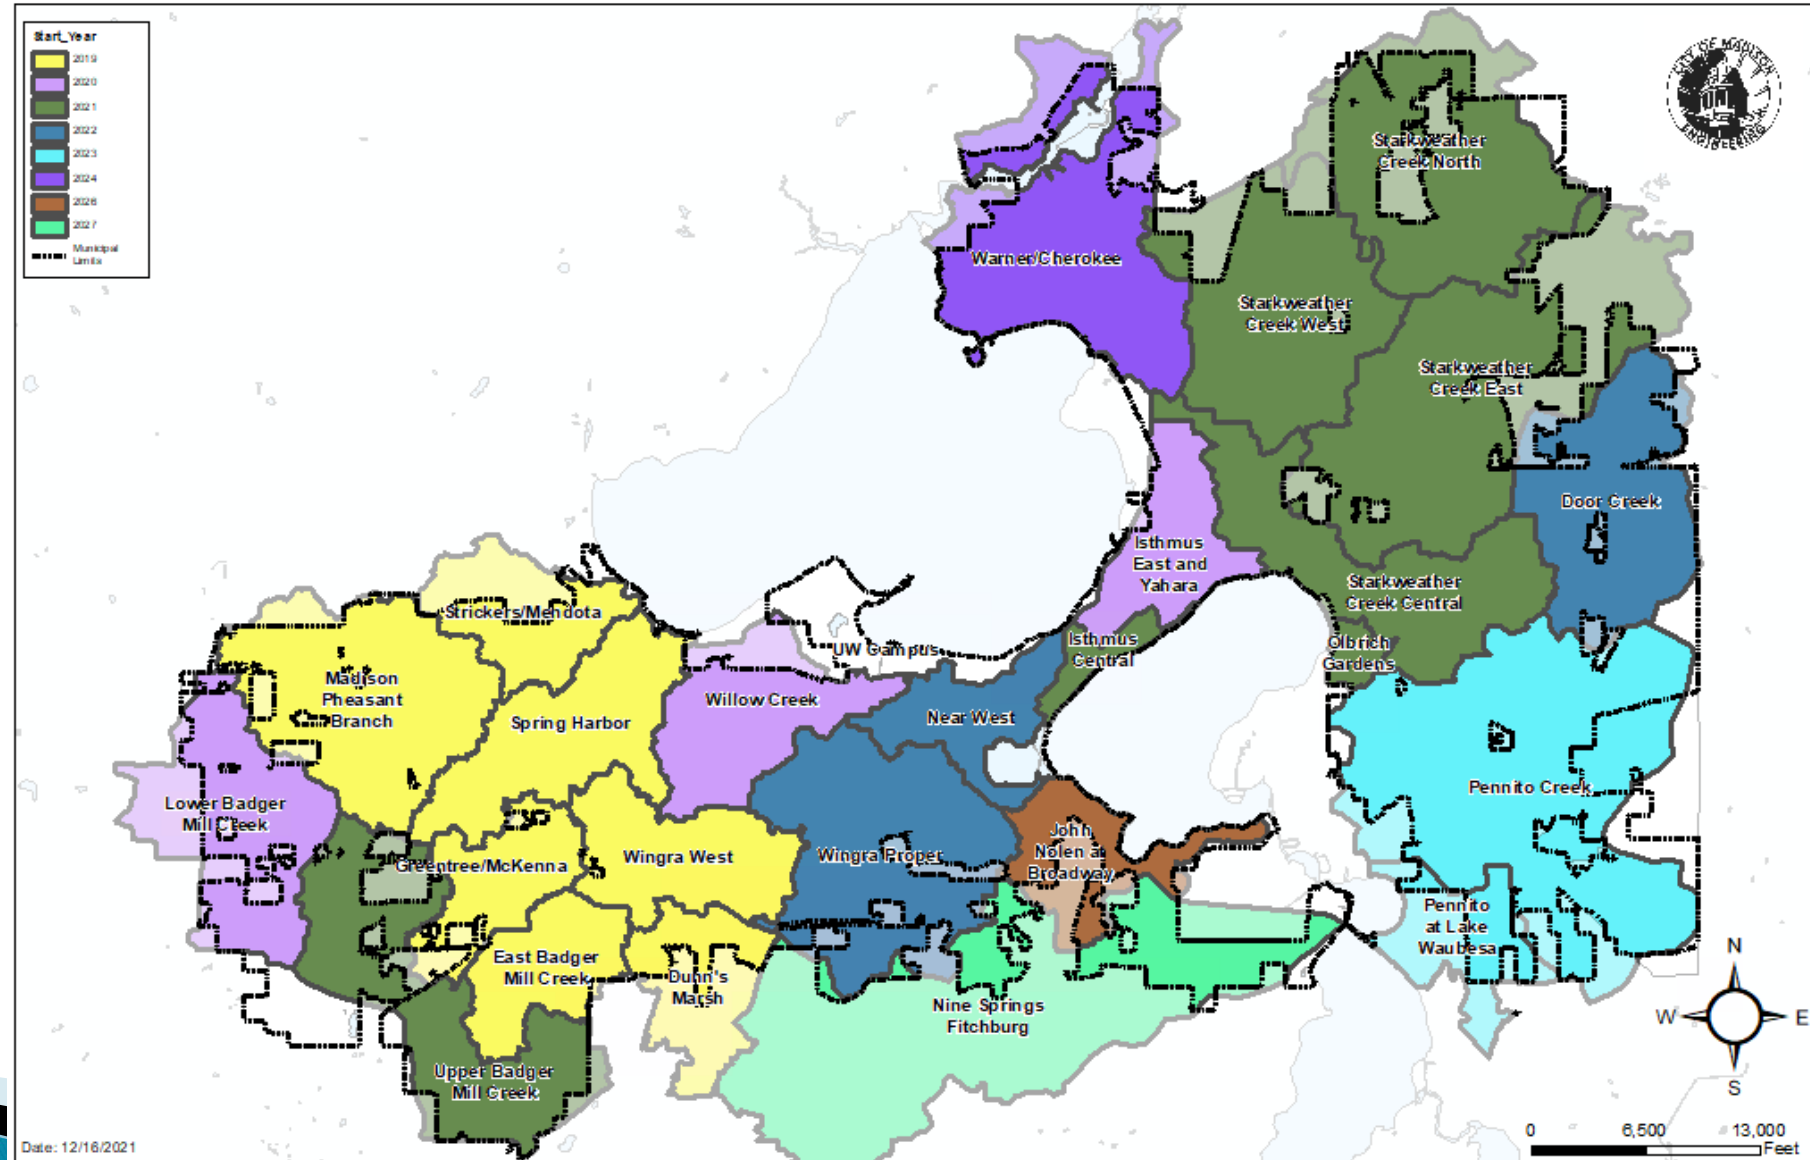 Start_Year
2019
2020
2021
2022
2023
2024
2026
2027
Municipal
Limits
CITY OF MADISON
ENGINEERING
Starkweather
Creek North
Warner/Cherokee
Starkweather
Creek West
Starkweather
Creek East
Door Creek
Isthmus
East and
Yahara
Starkweather
Creek Central
Strickers/Mendota
Isthmus
Central
Olbrich
Gardens
UW Campus
Madison
Pheasant
Branch
Willow Creek
Spring Harbor
Near West
Pennito Creek
Lower Badger
Mill Creek
Greentree/McKenna
Wingra West
Wingra Proper
John
Nolen at
Broadway
Pennito
at Lake
Waubesa
East Badger
Mill Creek
Dunn's
Marsh
Nine Springs
Fitchburg
Upper Badger
Mill Creek
N
W
E
S
0 6,500 13,000
Feet
Date: 12/16/2021